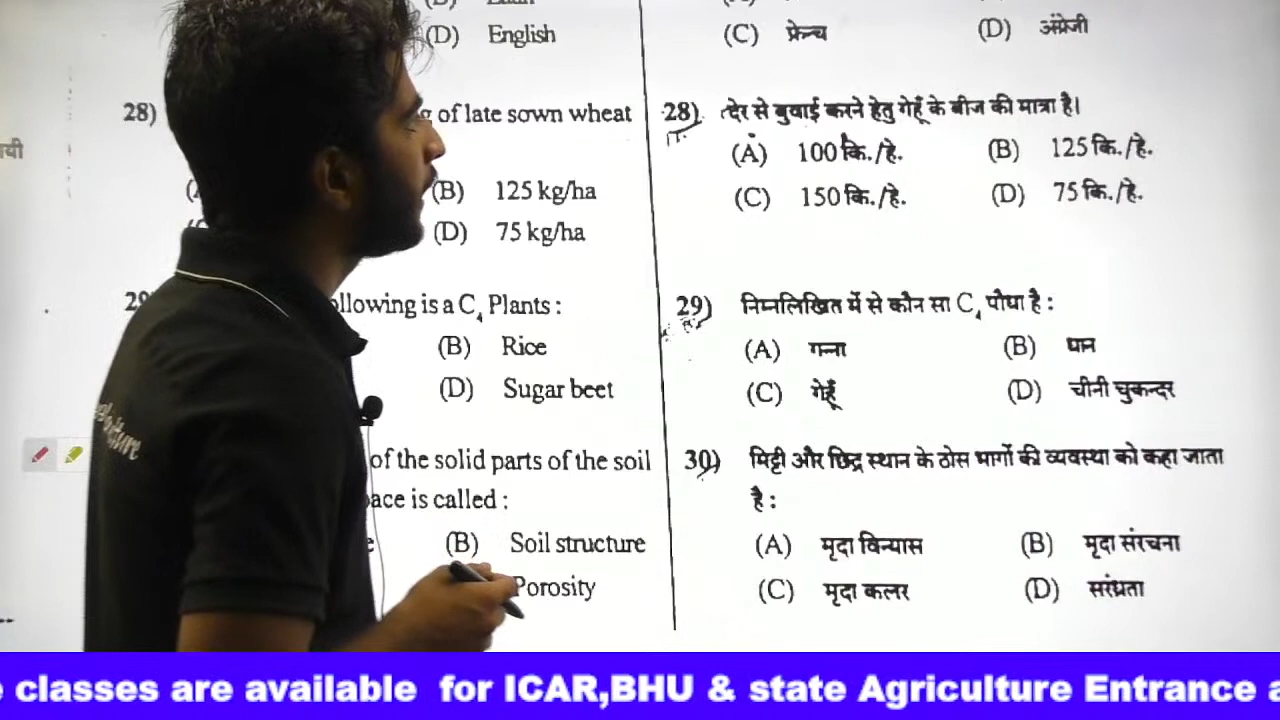 (D) English
28) of late sown wheat
(B) 125 kg/ha
(D) 75 kg/ha
29 ollowing is a C4 Plants :
(B) Rice
(D) Sugar beet
of the solid parts of the soil
ace is called :
(B) Soil structure
Porosity
(C) फ्रेन्च (D) अंग्रेजी
28) देर से बुवाई करने हेतु गेहूँ के बीज की मात्रा है।
(A) 100 कि./हे. (B) 125 कि./हे.
(C) 150 कि./हे. (D) 75 कि./हे.
29) निम्नलिखित में से कौन सा C4 पौधा है :
(A) गन्ना (B) धान
(C) गेहूँ (D) चीनी चुकन्दर
30) मिट्टी और छिद्र स्थान के ठोस भागों की व्यवस्था को कहा जाता
है :
(A) मृदा विन्यास (B) मृदा संरचना
(C) मृदा कलर (D) सरंध्रता
classes are available for ICAR,BHU & state Agriculture Entrance